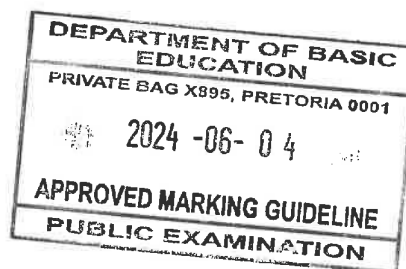 DEPARTMENT OF BASIC
EDUCATION
PRIVATE BAG X895, PRETORIA 0001
2024 -06- 04
APPROVED MARKING GUIDELINE
PUBLIC EXAMINATION